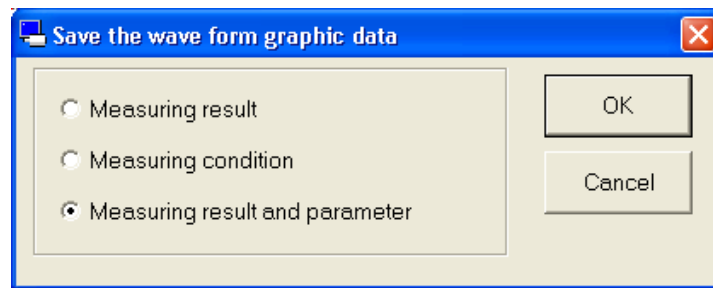 Save the wave form graphic data
Measuring result
Measuring condition
Measuring result and parameter
OK
Cancel